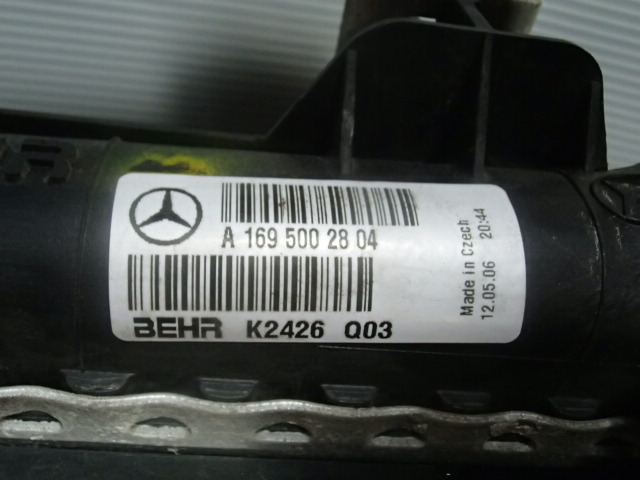 A 169 500 28 04
BEHR K2426 Q03
Made in Czech
12.05.06 20:44